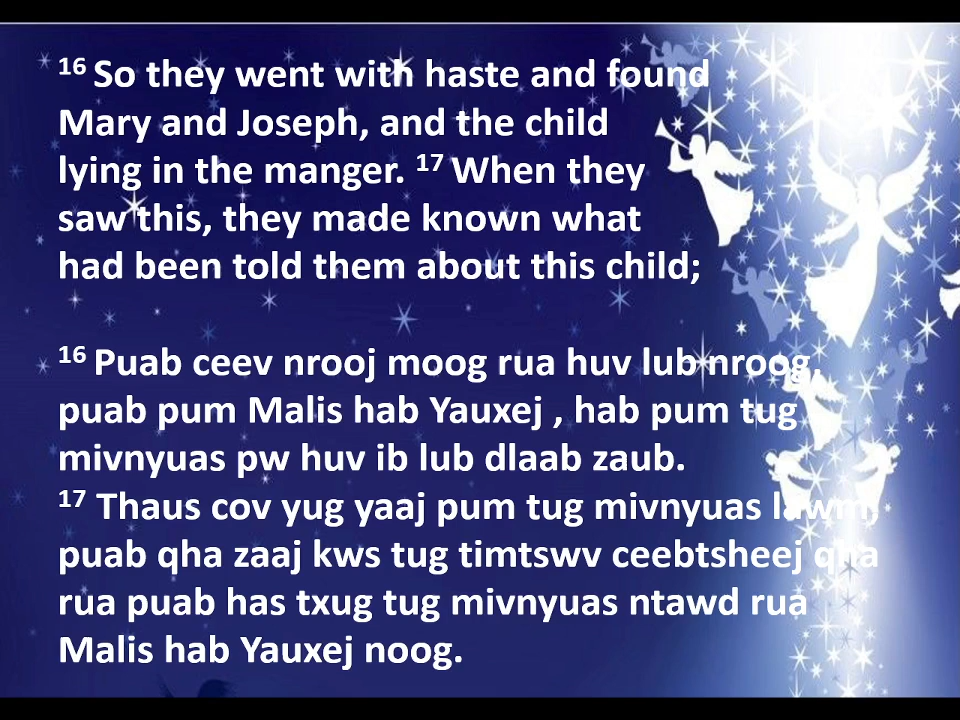 16 So they went with haste and found
Mary and Joseph, and the child
lying in the manger. 17 When they
saw this, they made known what
had been told them about this child;
16 Puab ceev nrooj moog rua huv lub nroog,
puab pum Malis hab Yauxej , hab pum tug
mivnyuas pw huv ib lub dlaab zaub.
17 Thaus cov yug yaaj pum tug mivnyuas lawm,
puab qha zaaj kws tug timtswv ceebtsheej qha
rua puab has txug tug mivnyuas ntawd rua
Malis hab Yauxej noog.